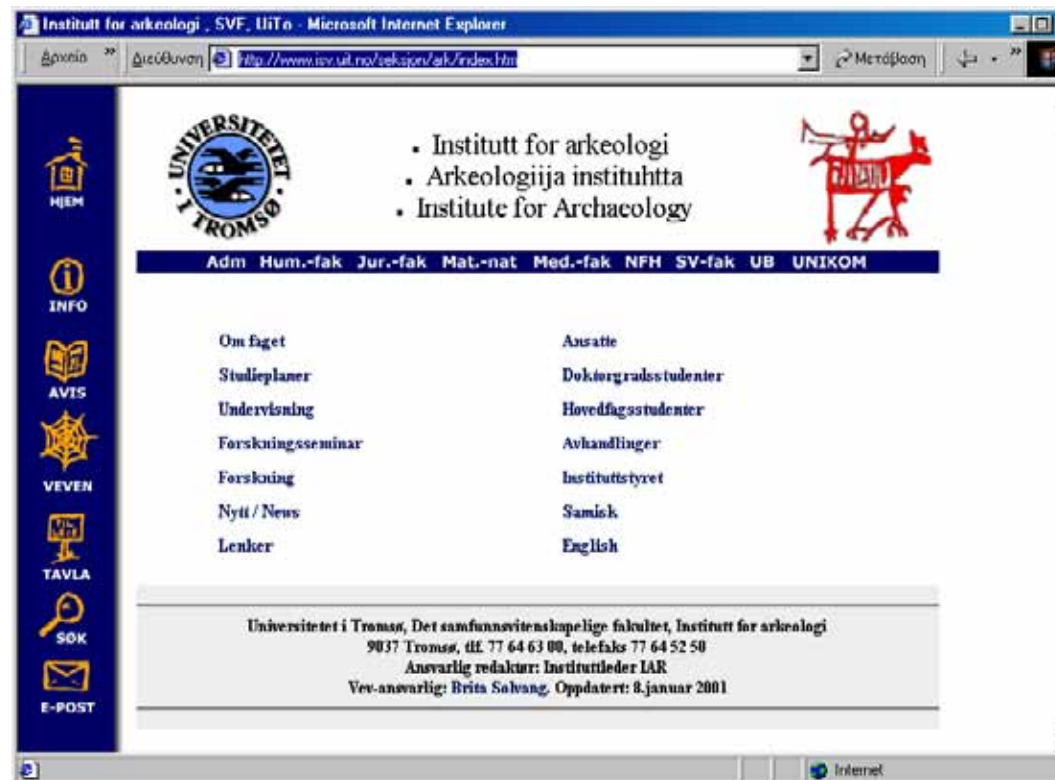 Institutt for arkeologi , SVF, UiTo - Microsoft Internet Explorer
Αρχείο » Διεύθυνση http://www.isv.uit.no/seksjon/ark/index.htm Μετάβαση »
UNIVERSITETET I TROMSØ
• Institutt for arkeologi
• Arkeologiija instituhtta
• Institute for Archaeology
Adm Hum.-fak Jur.-fak Mat.-nat Med.-fak NFH SV-fak UB UNIKOM
HJEM
INFO
AVIS
VEVEN
TAVLA
SØK
E-POST
Om faget
Studieplaner
Undervisning
Forskningsseminar
Forskning
Nytt / News
Lenker
Ansatte
Doktorgradsstudenter
Hovedfagsstudenter
Avhandlinger
Instituttstyret
Samisk
English
Universitetet i Tromsø, Det samfunnsvitenskapelige fakultet, Institutt for arkeologi
9037 Tromsø, tlf. 77 64 63 00, telefaks 77 64 52 50
Ansvarlig redaktør: Instituttleder IAR
Vev-ansvarlig: Brita Solvang. Oppdatert: 8.januar 2001
Internet